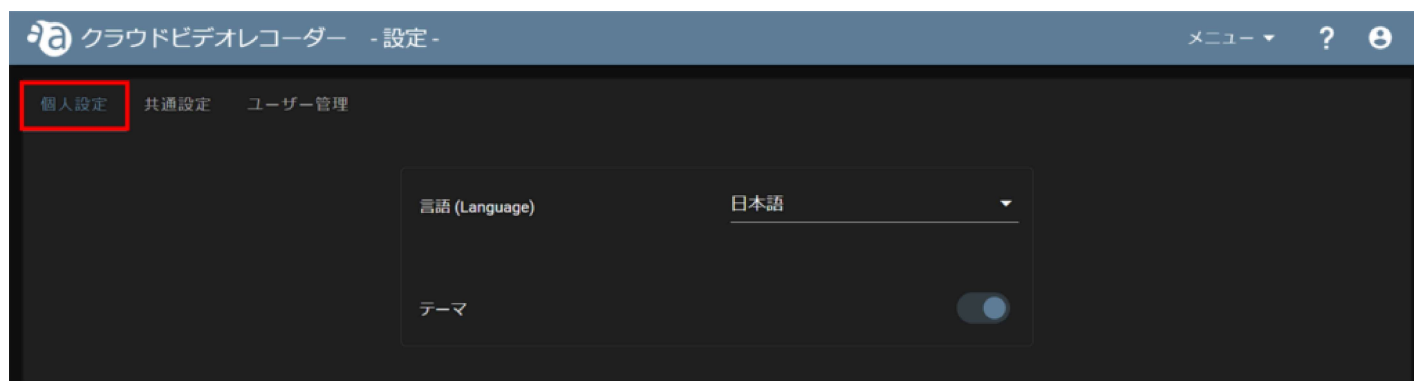 クラウドビデオレコーダー - 設定 -
メニュー ?
個人設定 共通設定 ユーザー管理
言語 (Language) 日本語
テーマ